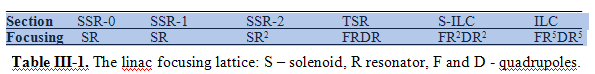 Section SSR-0 SSR-1 SSR-2 TSR S-ILC ILC
Focusing SR SR SR² FRDR FR²DR² FR⁵DR⁵
Table III-1. The linac focusing lattice: S – solenoid, R resonator, F and D - quadrupoles.